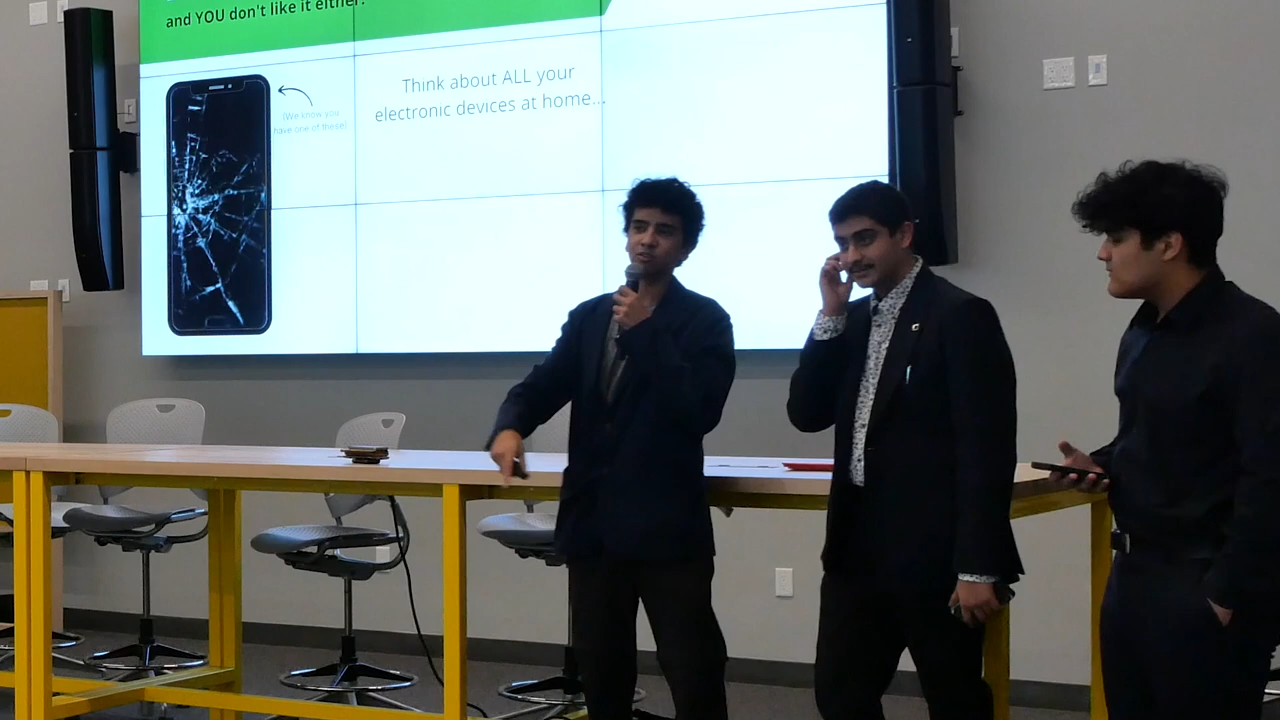 and YOU don't like it either.
Think about ALL your
electronic devices at home...
(We know you
have one of these)